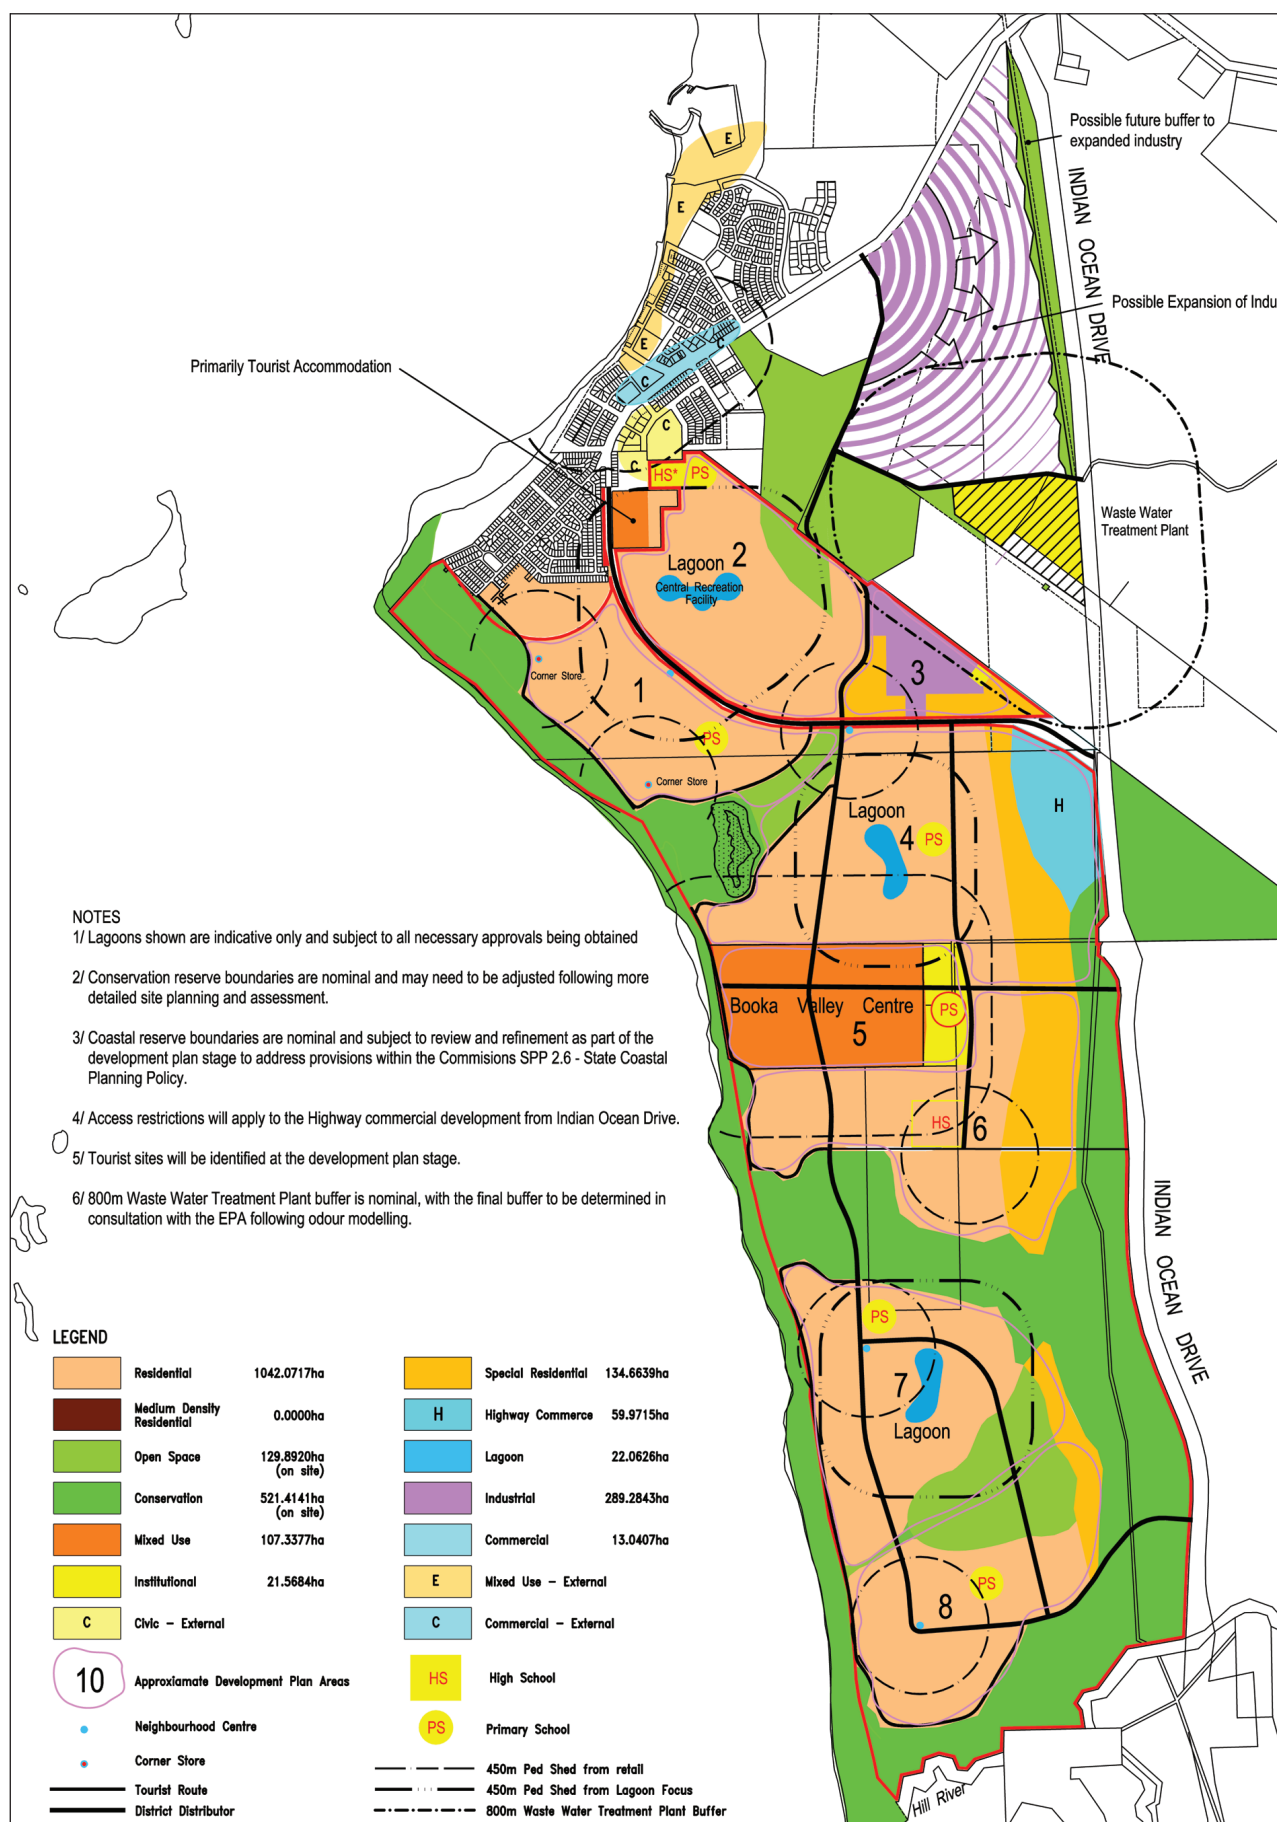 Possible future buffer to
expanded industry
INDIAN OCEAN DRIVE
E
E
Possible Expansion of Indu
Primarily Tourist Accommodation
E
C
C
C
C
HS*
PS
Waste Water
Treatment Plant
Lagoon
2
Central Recreation
Facility
3
Corner Store
1
PS
Corner Store
H
Lagoon
4
PS
NOTES
1/ Lagoons shown are indicative only and subject to all necessary approvals being obtained
2/ Conservation reserve boundaries are nominal and may need to be adjusted following more
detailed site planning and assessment.
3/ Coastal reserve boundaries are nominal and subject to review and refinement as part of the
development plan stage to address provisions within the Commisions SPP 2.6 - State Coastal
Planning Policy.
4/ Access restrictions will apply to the Highway commercial development from Indian Ocean Drive.
5/ Tourist sites will be identified at the development plan stage.
6/ 800m Waste Water Treatment Plant buffer is nominal, with the final buffer to be determined in
consultation with the EPA following odour modelling.
Booka Valley Centre
PS
5
HS
6
INDIAN OCEAN DRIVE
PS
7
Lagoon
PS
8
Hill River
LEGEND
Residential 1042.0717ha
Medium Density
Residential 0.0000ha
Open Space 129.8920ha
(on site)
Conservation 521.4141ha
(on site)
Mixed Use 107.3377ha
Institutional 21.5684ha
C Civic - External
10 Approxiamate Development Plan Areas
Neighbourhood Centre
Corner Store
Tourist Route
District Distributor
Special Residential 134.6639ha
H Highway Commerce 59.9715ha
Lagoon 22.0626ha
Industrial 289.2843ha
Commercial 13.0407ha
E Mixed Use - External
C Commercial - External
HS High School
PS Primary School
450m Ped Shed from retail
450m Ped Shed from Lagoon Focus
800m Waste Water Treatment Plant Buffer